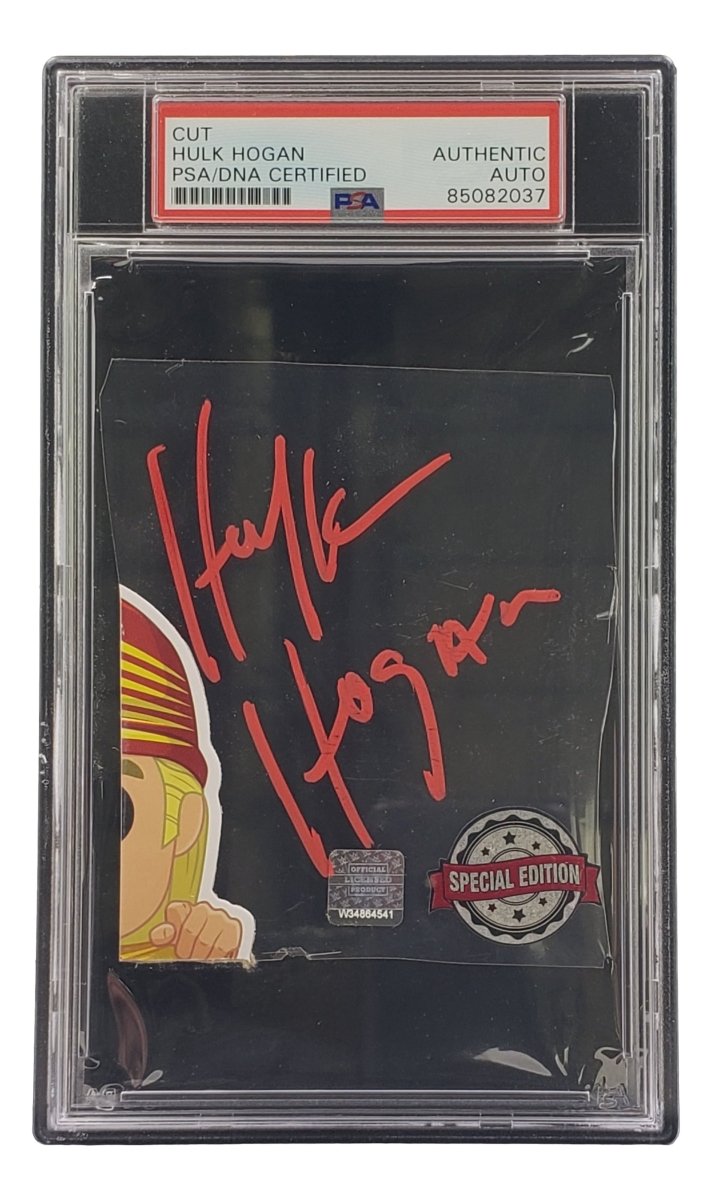 CUT
HULK HOGAN
PSA/DNA CERTIFIED
AUTHENTIC
AUTO
85082037
PSA
Hulk
Hogan
OFFICIAL
LICENSED
PRODUCT
W34864541
SPECIAL EDITION